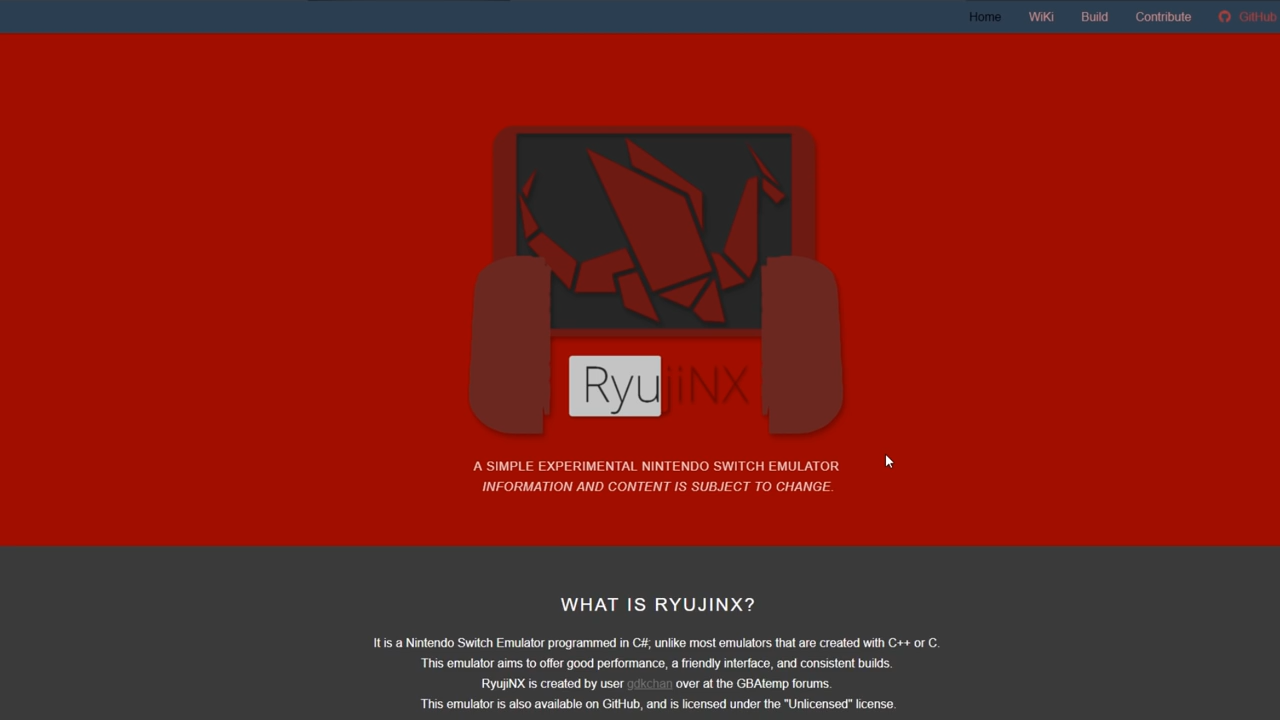 Home WiKi Build Contribute GitHub
RyujiNX
A SIMPLE EXPERIMENTAL NINTENDO SWITCH EMULATOR
INFORMATION AND CONTENT IS SUBJECT TO CHANGE.
WHAT IS RYUJINX?
It is a Nintendo Switch Emulator programmed in C#; unlike most emulators that are created with C++ or C.
This emulator aims to offer good performance, a friendly interface, and consistent builds.
RyujiNX is created by user gdkchan over at the GBAtemp forums.
This emulator is also available on GitHub, and is licensed under the "Unlicensed" license.